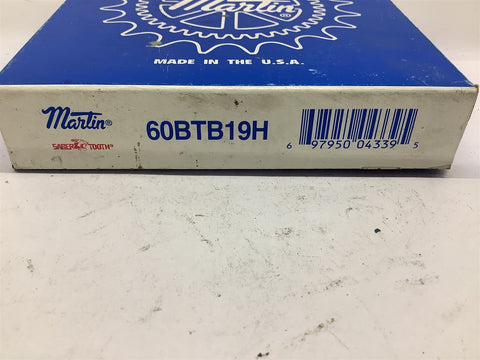 Martin®
MADE IN THE U.S.A.
Martin®
SABER TOOTH®
60BTB19H
6 97950 04339 5